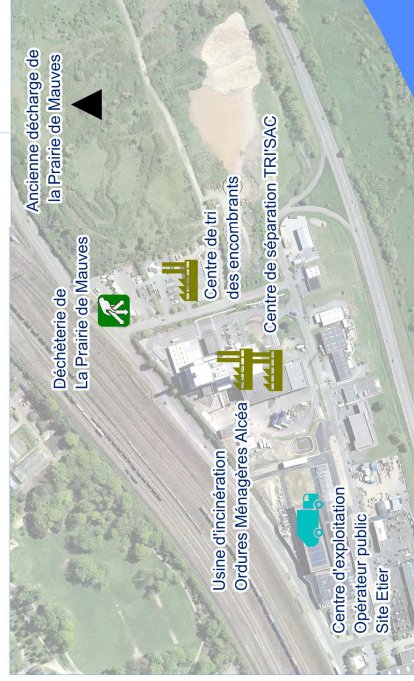 Ancienne décharge de
la Prairie de Mauves
Déchèterie de
La Prairie de Mauves
Centre de tri
des encombrants
Centre de séparation TRI'SAC
Usine d'incinération
Ordures Ménagères Alcéa
Centre d'exploitation
Opérateur public
Site Etier